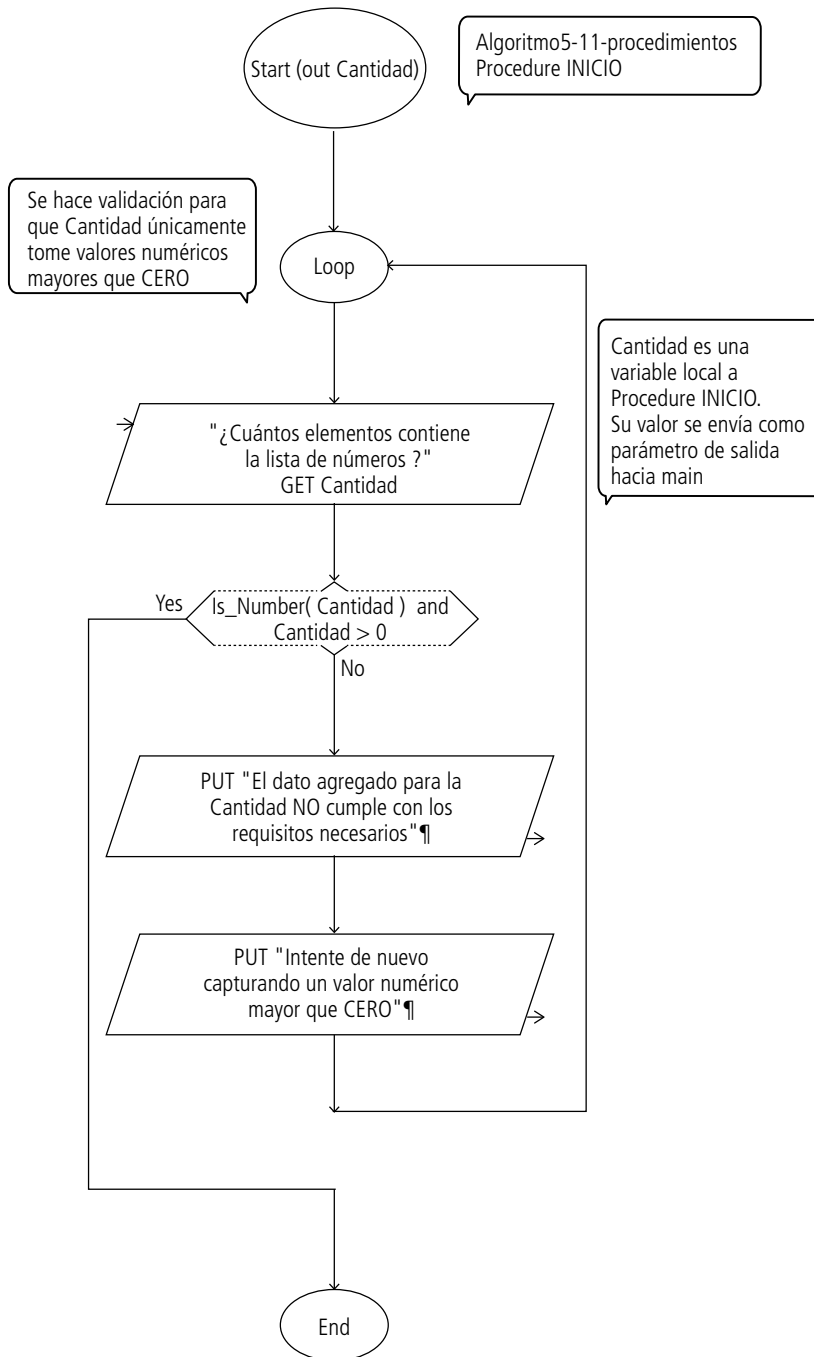 Start (out Cantidad)
Algoritmo5-11-procedimientos
Procedure INICIO
Se hace validación para
que Cantidad únicamente
tome valores numéricos
mayores que CERO
Loop
Cantidad es una
variable local a
Procedure INICIO.
Su valor se envía como
parámetro de salida
hacia main
"¿Cuántos elementos contiene
la lista de números ?"
GET Cantidad
Yes
Is_Number( Cantidad ) and
Cantidad > 0
No
PUT "El dato agregado para la
Cantidad NO cumple con los
requisitos necesarios"¶
PUT "Intente de nuevo
capturando un valor numérico
mayor que CERO"¶
End